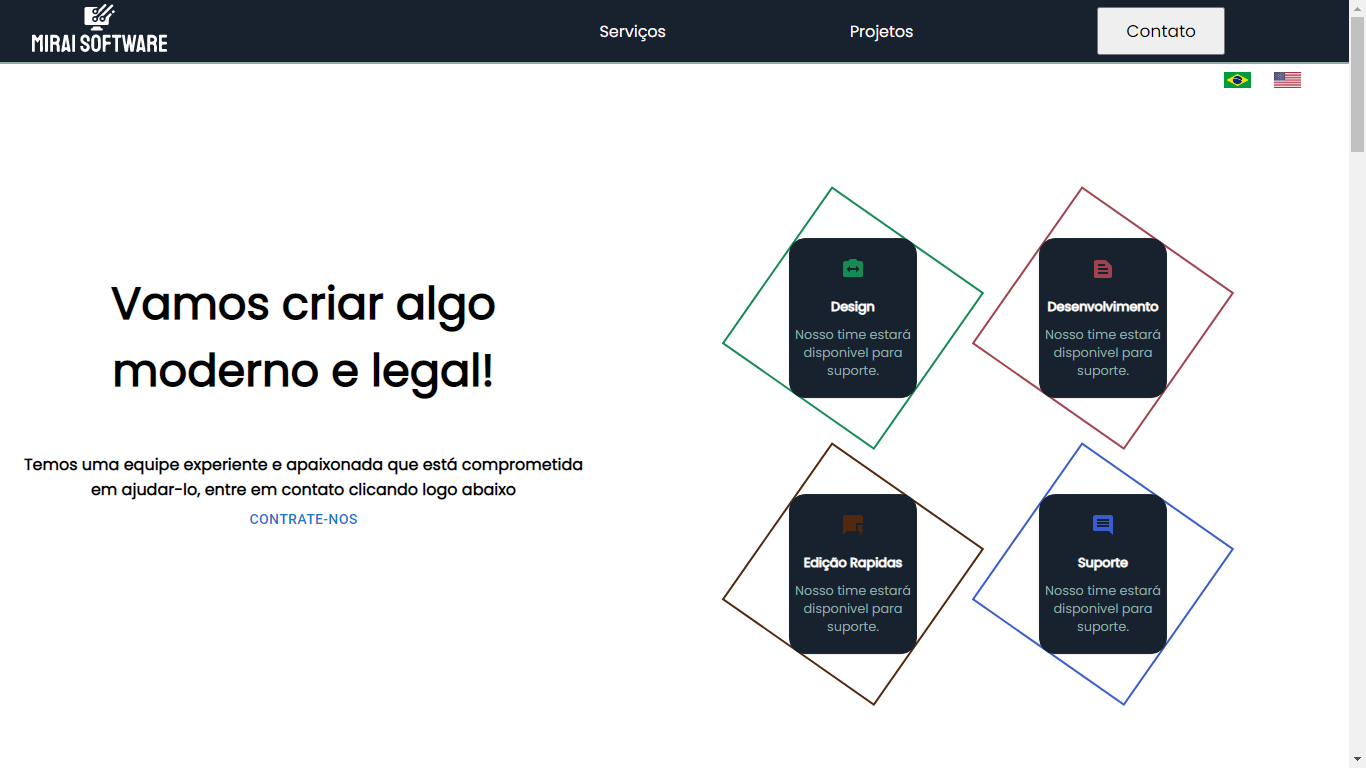 MIRAI SOFTWARE
Serviços
Projetos
Contato
Vamos criar algo
moderno e legal!
Temos uma equipe experiente e apaixonada que está comprometida
em ajudar-lo, entre em contato clicando logo abaixo
CONTRATE-NOS
Design
Nosso time estará
disponivel para
suporte.
Desenvolvimento
Nosso time estará
disponivel para
suporte.
Edição Rapidas
Nosso time estará
disponivel para
suporte.
Suporte
Nosso time estará
disponivel para
suporte.